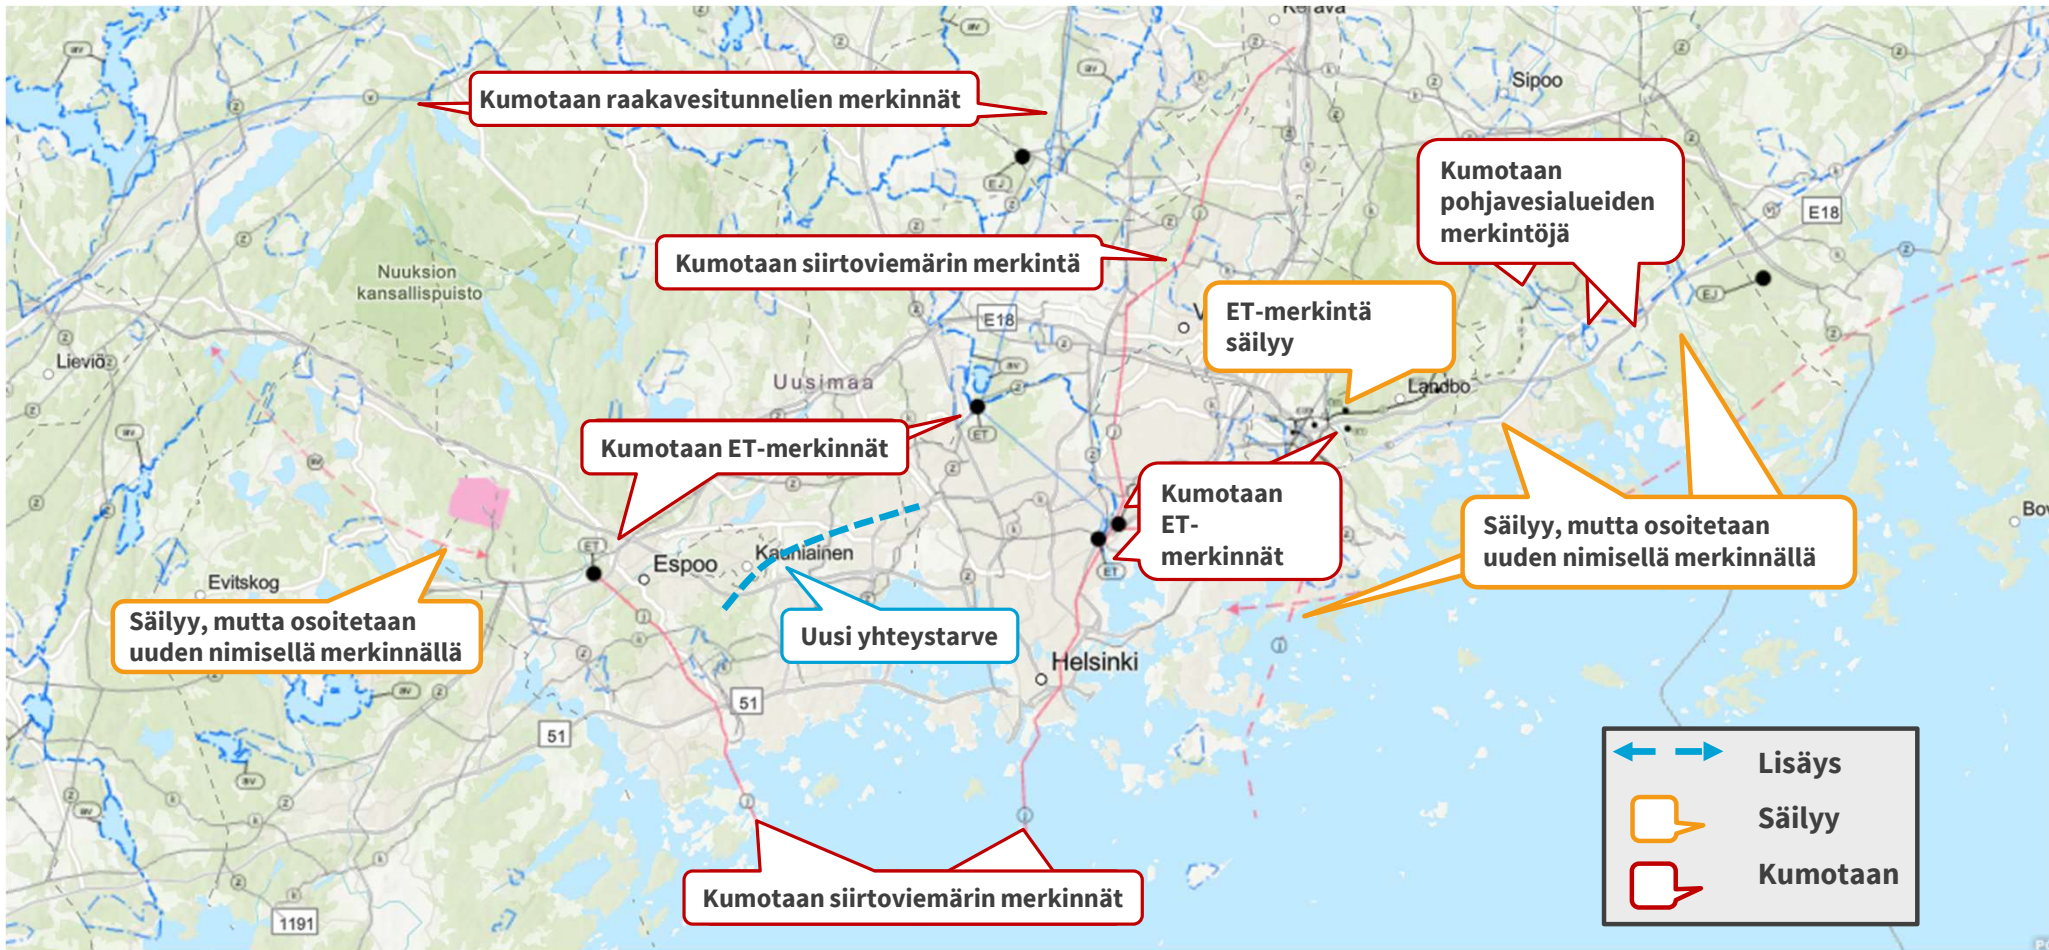 Kerava
Sipoo
Kumotaan raakavesitunnelien merkinnät
EJ
Kumotaan
pohjavesialueiden
merkintöjä
E18
Nuuksion
kansallispuisto
Kumotaan siirtoviemärin merkintä
EJ
E18
V
ET-merkintä
säilyy
Lieviö
Uusimaa
Landbo
Kumotaan ET-merkinnät
ET
Kumotaan
ET-
merkinnät
Säilyy, mutta osoitetaan
uuden nimisellä merkinnällä
Bov
ET
Espoo
Kauniainen
ET
Evitskog
Säilyy, mutta osoitetaan
uuden nimisellä merkinnällä
Uusi yhteystarve
Helsinki
51
51
Lisäys
Säilyy
Kumotaan
Kumotaan siirtoviemärin merkinnät
1191